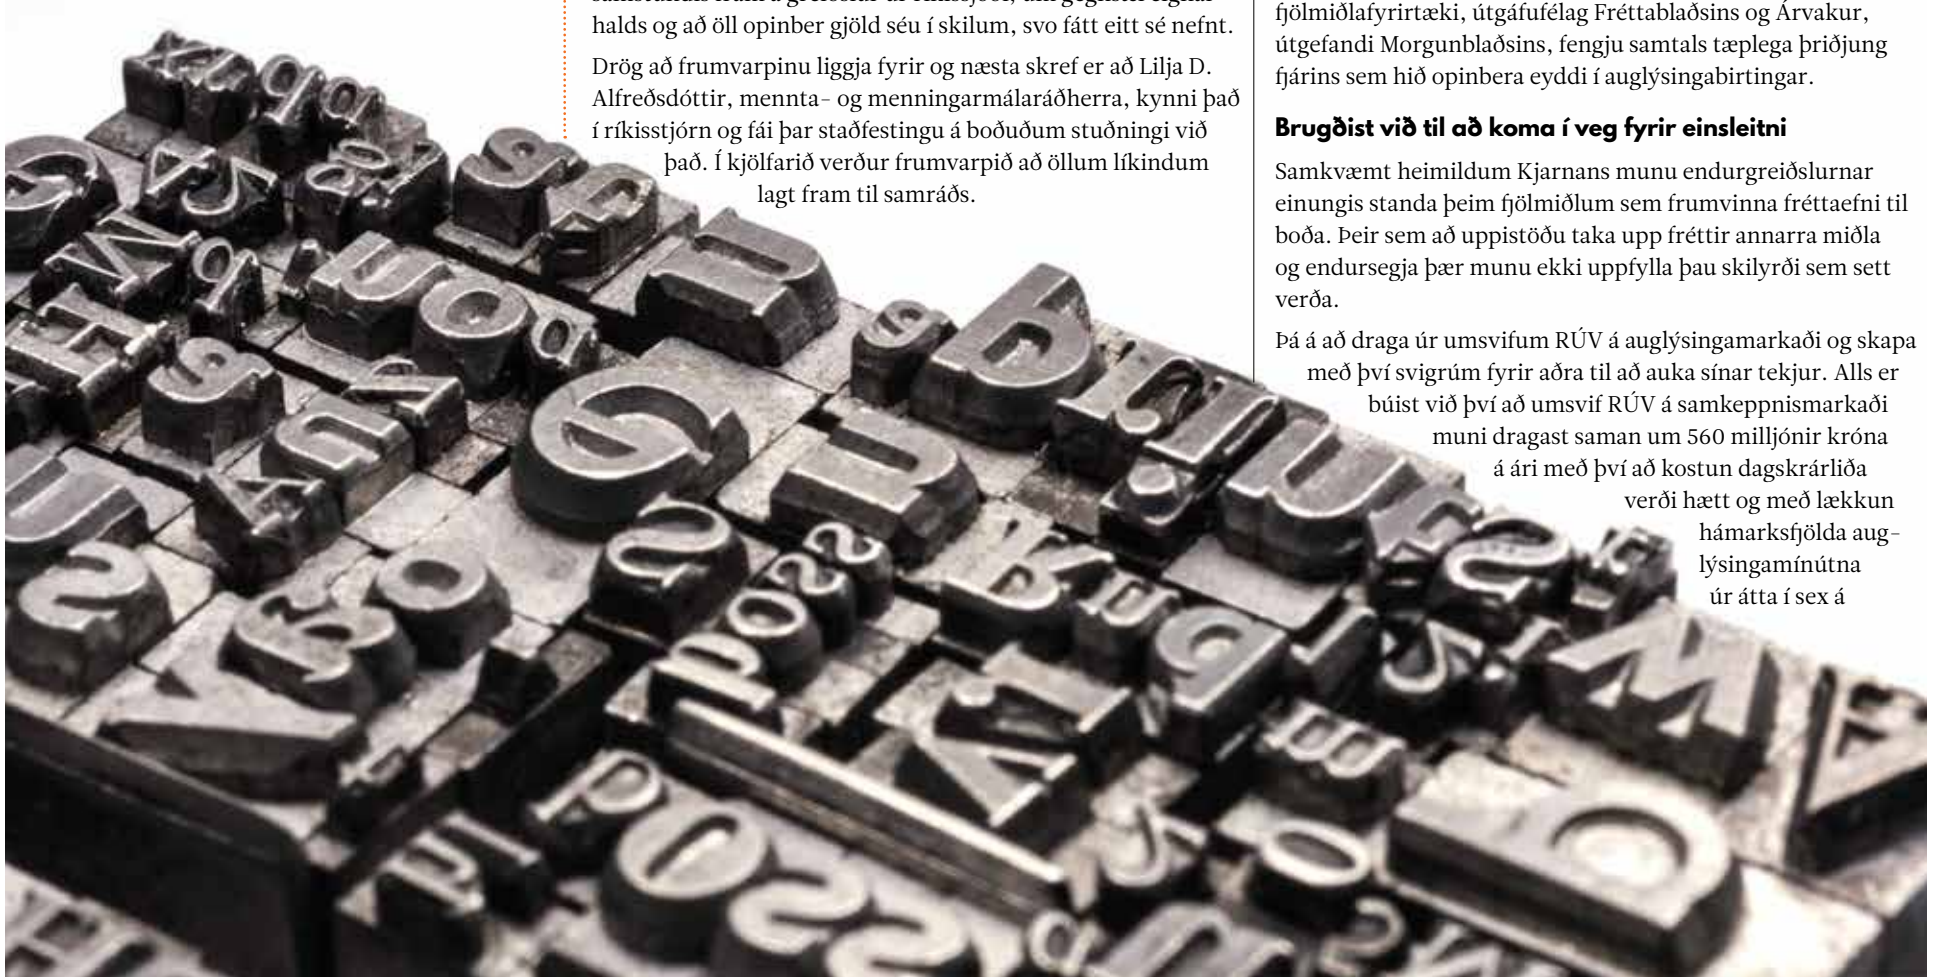 halds og að öll opinber gjöld séu í skilum, svo fátt eitt sé nefnt.
Drög að frumvarpinu liggja fyrir og næsta skref er að Lilja D.
Alfreðsdóttir, mennta- og menningarmálaráðherra, kynni það
í ríkisstjórn og fái þar staðfestingu á boðuðum stuðningi við
það. Í kjölfarið verður frumvarpið að öllum líkindum
lagt fram til samráðs.
fjölmiðlafyrirtæki, útgáfufélag Fréttablaðsins og Árvakur,
útgefandi Morgunblaðsins, fengju samtals tæplega þriðjung
fjárins sem hið opinbera eyddi í auglýsingabirtingar.
Brugðist við til að koma í veg fyrir einsleitni
Samkvæmt heimildum Kjarnans munu endurgreiðslurnar
einungis standa þeim fjölmiðlum sem frumvinna fréttaefni til
boða. Þeir sem að uppistöðu taka upp fréttir annarra miðla
og endursegja þær munu ekki uppfylla þau skilyrði sem sett
verða.
Þá á að draga úr umsvifum RÚV á auglýsingamarkaði og skapa
með því svigrúm fyrir aðra til að auka sínar tekjur. Alls er
búist við því að umsvif RÚV á samkeppnismarkaði
muni dragast saman um 560 milljónir króna
á ári með því að kostun dagskrárliða
verði hætt og með lækkun
hámarksfjölda aug-
lýsingamínútna
úr átta í sex á